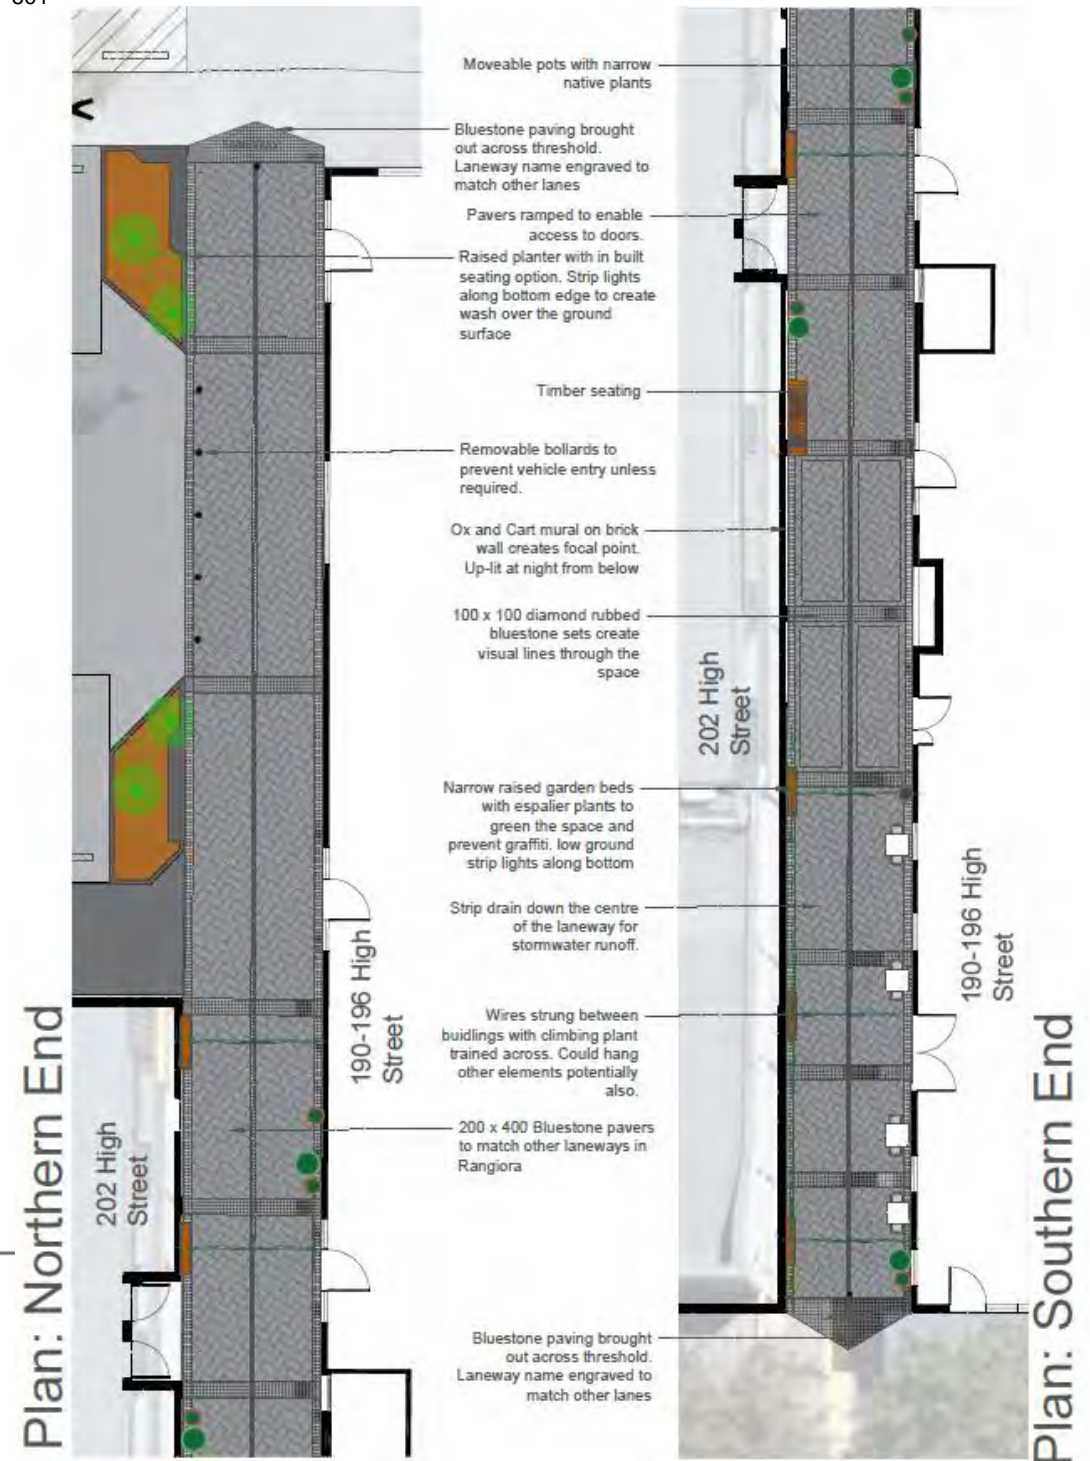 Moveable pots with narrow
native plants
Bluestone paving brought
out across threshold.
Laneway name engraved to
match other lanes
Pavers ramped to enable
access to doors.
Raised planter with in built
seating option. Strip lights
along bottom edge to create
wash over the ground
surface
Timber seating
Removable bollards to
prevent vehicle entry unless
required.
Ox and Cart mural on brick
wall creates focal point.
Up-lit at night from below
100 x 100 diamond rubbed
bluestone sets create
visual lines through the
space
202 High
Street
Narrow raised garden beds
with espalier plants to
green the space and
prevent graffiti. low ground
strip lights along bottom
Strip drain down the centre
of the laneway for
stormwater runoff.
190-196 High
Street
190-196 High
Street
Wires strung between
buidlings with climbing plant
trained across. Could hang
other elements potentially
also.
200 x 400 Bluestone pavers
to match other laneways in
Rangiora
202 High
Street
Bluestone paving brought
out across threshold.
Laneway name engraved to
match other lanes
Plan: Northern End
Plan: Southern End